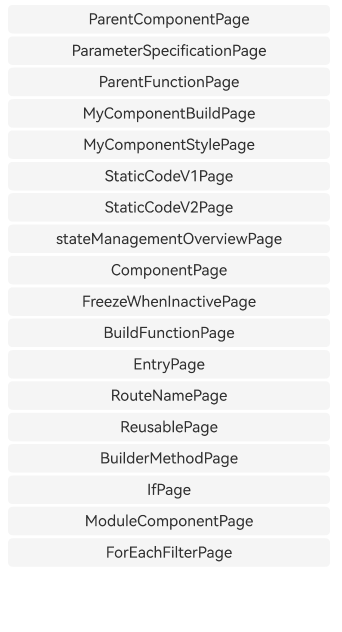 ParentComponentPage
ParameterSpecificationPage
ParentFunctionPage
MyComponentBuildPage
MyComponentStylePage
StaticCodeV1Page
StaticCodeV2Page
stateManagementOverviewPage
ComponentPage
FreezeWhenInactivePage
BuildFunctionPage
EntryPage
RouteNamePage
ReusablePage
BuilderMethodPage
IfPage
ModuleComponentPage
ForEachFilterPage